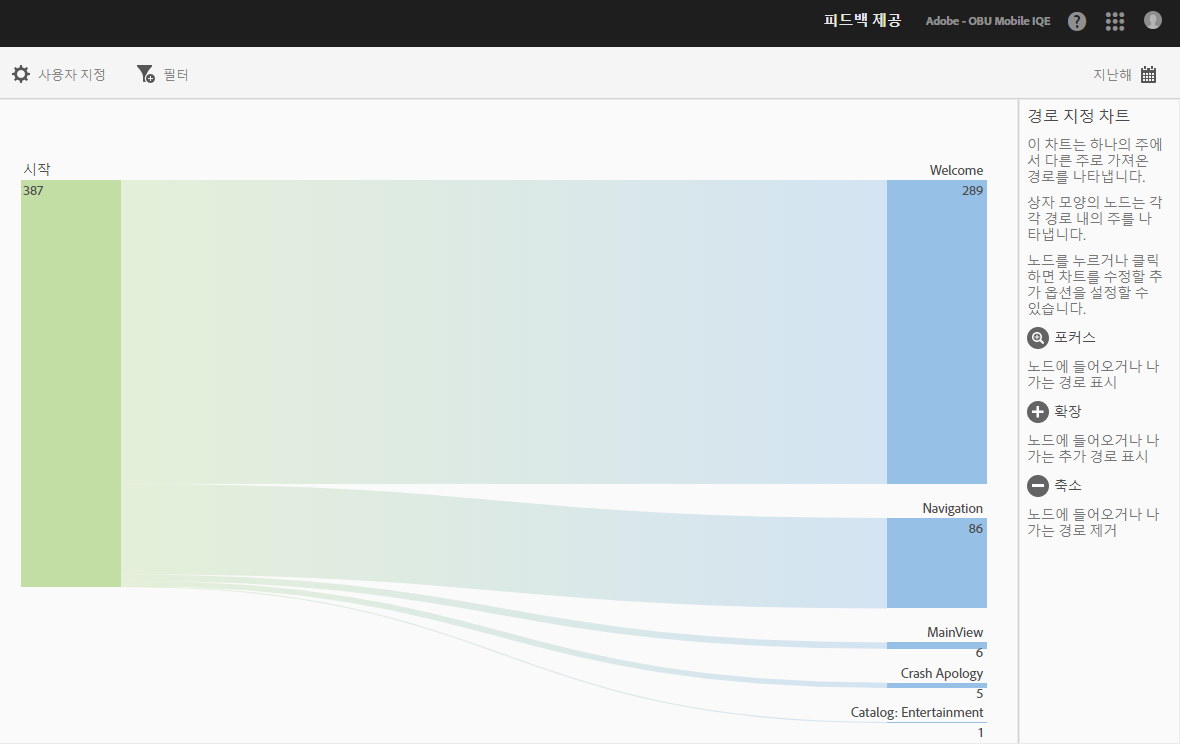 피드백 제공
Adobe - OBU Mobile IQE
?
사용자 지정
필터
지난해
시작
387
Welcome
289
Navigation
86
MainView
6
Crash Apology
5
Catalog: Entertainment
1
경로 지정 차트
이 차트는 하나의 주에
서 다른 주로 가져온
경로를 나타냅니다.
상자 모양의 노드는 각
각 경로 내의 주를 나
타냅니다.
노드를 누르거나 클릭
하면 차트를 수정할 추
가 옵션을 설정할 수
있습니다.
포커스
노드에 들어오거나 나
가는 경로 표시
확장
노드에 들어오거나 나
가는 추가 경로 표시
축소
노드에 들어오거나 나
가는 경로 제거